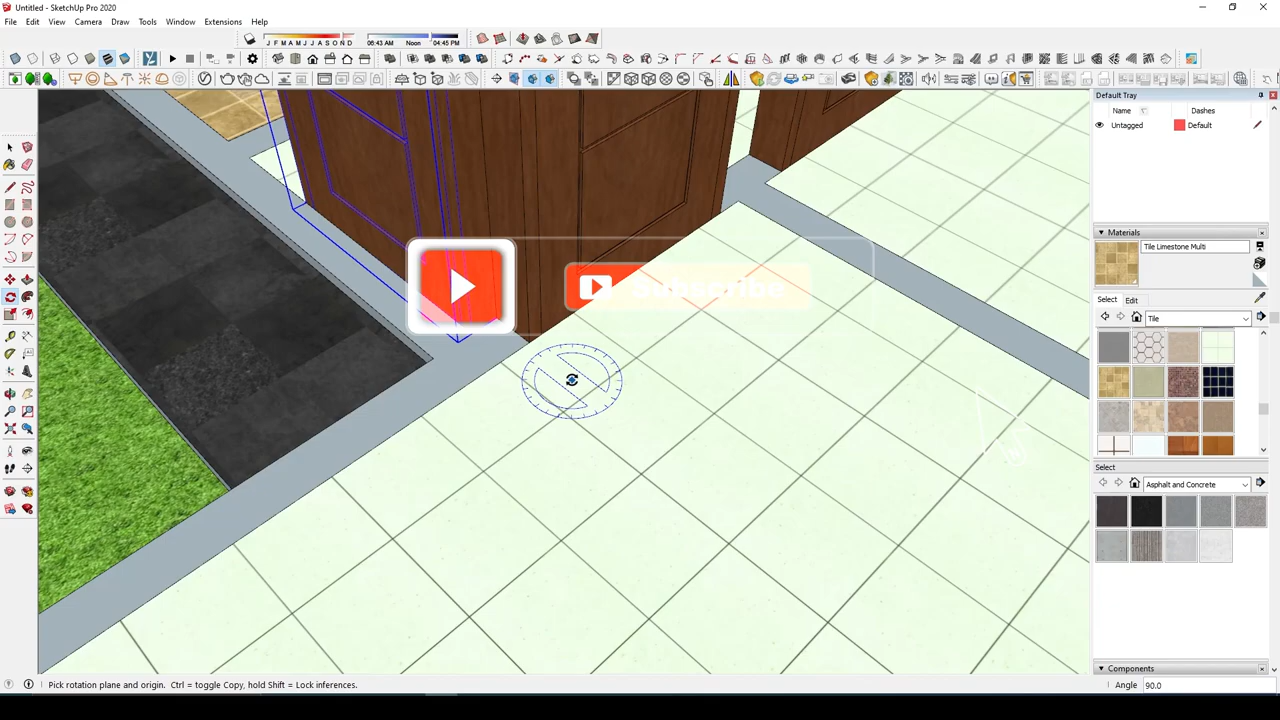 Untitled - SketchUp Pro 2020
File Edit View Camera Draw Tools Window Extensions Help
J F M A M J J A S O N D
06:43 AM Noon 04:45 PM
Default Tray
Name Dashes
Untagged Default
Materials
Tile Limestone Multi
Select Edit
Tile
Subscribe
Select
Asphalt and Concrete
Components
Pick rotation plane and origin. Ctrl = toggle Copy, hold Shift = Lock inferences.
Angle 90.0